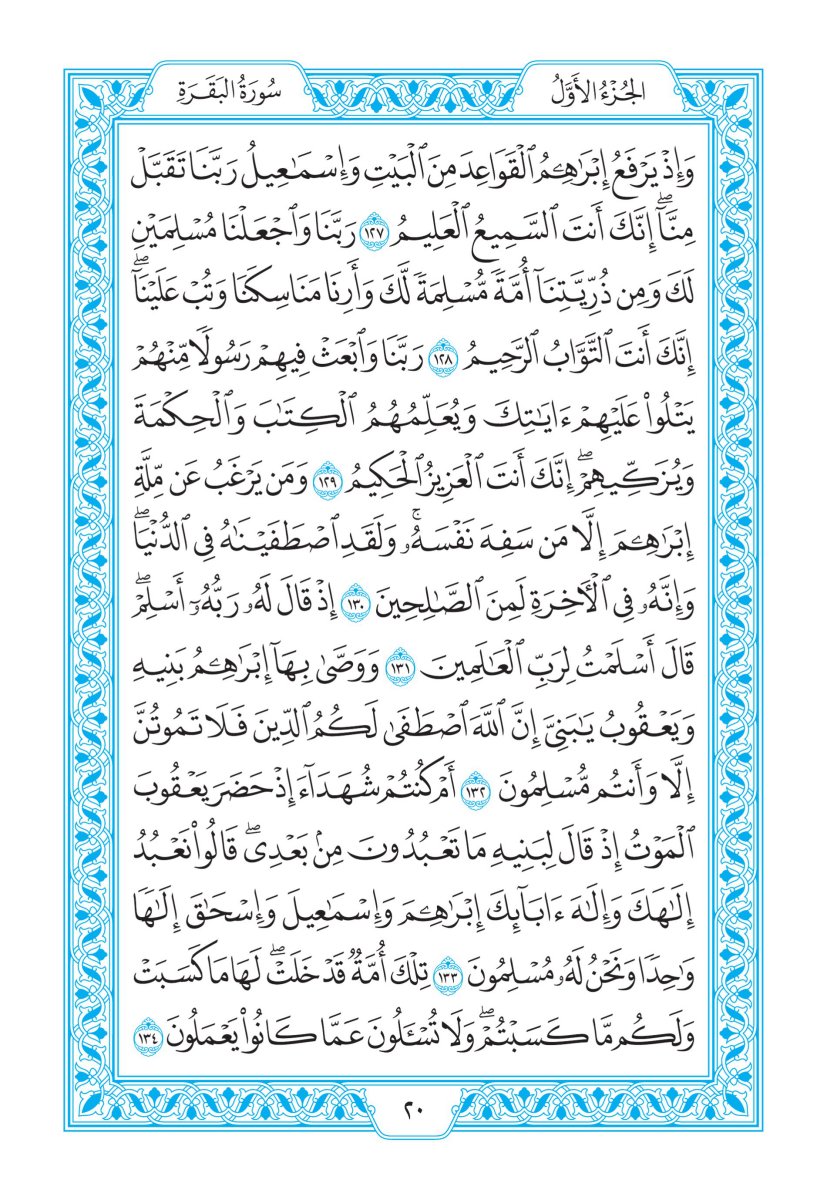 الجُزْءُ الأَوَّلُ
سُورَةُ البَقَرَةِ
وَإِذۡ يَرۡفَعُ إِبۡرَٰهِـۧمُ ٱلۡقَوَاعِدَ مِنَ ٱلۡبَيۡتِ وَإِسۡمَٰعِيلُ رَبَّنَا تَقَبَّلۡ
مِنَّآۖ إِنَّكَ أَنتَ ٱلسَّمِيعُ ٱلۡعَلِيمُ ١٢٧ رَبَّنَا وَٱجۡعَلۡنَا مُسۡلِمَيۡنِ
لَكَ وَمِن ذُرِّيَّتِنَآ أُمَّةٗ مُّسۡلِمَةٗ لَّكَ وَأَرِنَا مَنَاسِكَنَا وَتُبۡ عَلَيۡنَآۖ
إِنَّكَ أَنتَ ٱلتَّوَّابُ ٱلرَّحِيمُ ١٢٨ رَبَّنَا وَٱبۡعَثۡ فِيهِمۡ رَسُولٗا مِّنۡهُمۡ
يَتۡلُواْ عَلَيۡهِمۡ ءَايَٰتِكَ وَيُعَلِّمُهُمُ ٱلۡكِتَٰبَ وَٱلۡحِكۡمَةَ
وَيُزَكِّيهِمۡۖ إِنَّكَ أَنتَ ٱلۡعَزِيزُ ٱلۡحَكِيمُ ١٢٩ وَمَن يَرۡغَبُ عَن مِّلَّةِ
إِبۡرَٰهِـۧمَ إِلَّا مَن سَفِهَ نَفۡسَهُۥۚ وَلَقَدِ ٱصۡطَفَيۡنَٰهُ فِي ٱلدُّنۡيَاۖ
وَإِنَّهُۥ فِي ٱلۡأٓخِرَةِ لَمِنَ ٱلصَّٰلِحِينَ ١٣٠ إِذۡ قَالَ لَهُۥ رَبُّهُۥٓ أَسۡلِمۡۖ
قَالَ أَسۡلَمۡتُ لِرَبِّ ٱلۡعَٰلَمِينَ ١٣١ وَوَصَّىٰ بِهَآ إِبۡرَٰهِـۧمُ بَنِيهِ
وَيَعۡقُوبُ يَٰبَنِيَّ إِنَّ ٱللَّهَ ٱصۡطَفَىٰ لَكُمُ ٱلدِّينَ فَلَا تَمُوتُنَّ
إِلَّا وَأَنتُم مُّسۡلِمُونَ ١٣٢ أَمۡ كُنتُمۡ شُهَدَآءَ إِذۡ حَضَرَ يَعۡقُوبَ
ٱلۡمَوۡتُ إِذۡ قَالَ لِبَنِيهِ مَا تَعۡبُدُونَ مِنۢ بَعۡدِيۖ قَالُواْ نَعۡبُدُ
إِلَٰهَكَ وَإِلَٰهَ ءَابَآئِكَ إِبۡرَٰهِـۧمَ وَإِسۡمَٰعِيلَ وَإِسۡحَٰقَ إِلَٰهٗا
وَٰحِدٗا وَنَحۡنُ لَهُۥ مُسۡلِمُونَ ١٣٣ تِلۡكَ أُمَّةٞ قَدۡ خَلَتۡۖ لَهَا مَا كَسَبَتۡ
وَلَكُم مَّا كَسَبۡتُمۡۖ وَلَا تُسۡـَٔلُونَ عَمَّا كَانُواْ يَعۡمَلُونَ ١٣٤
٢٠